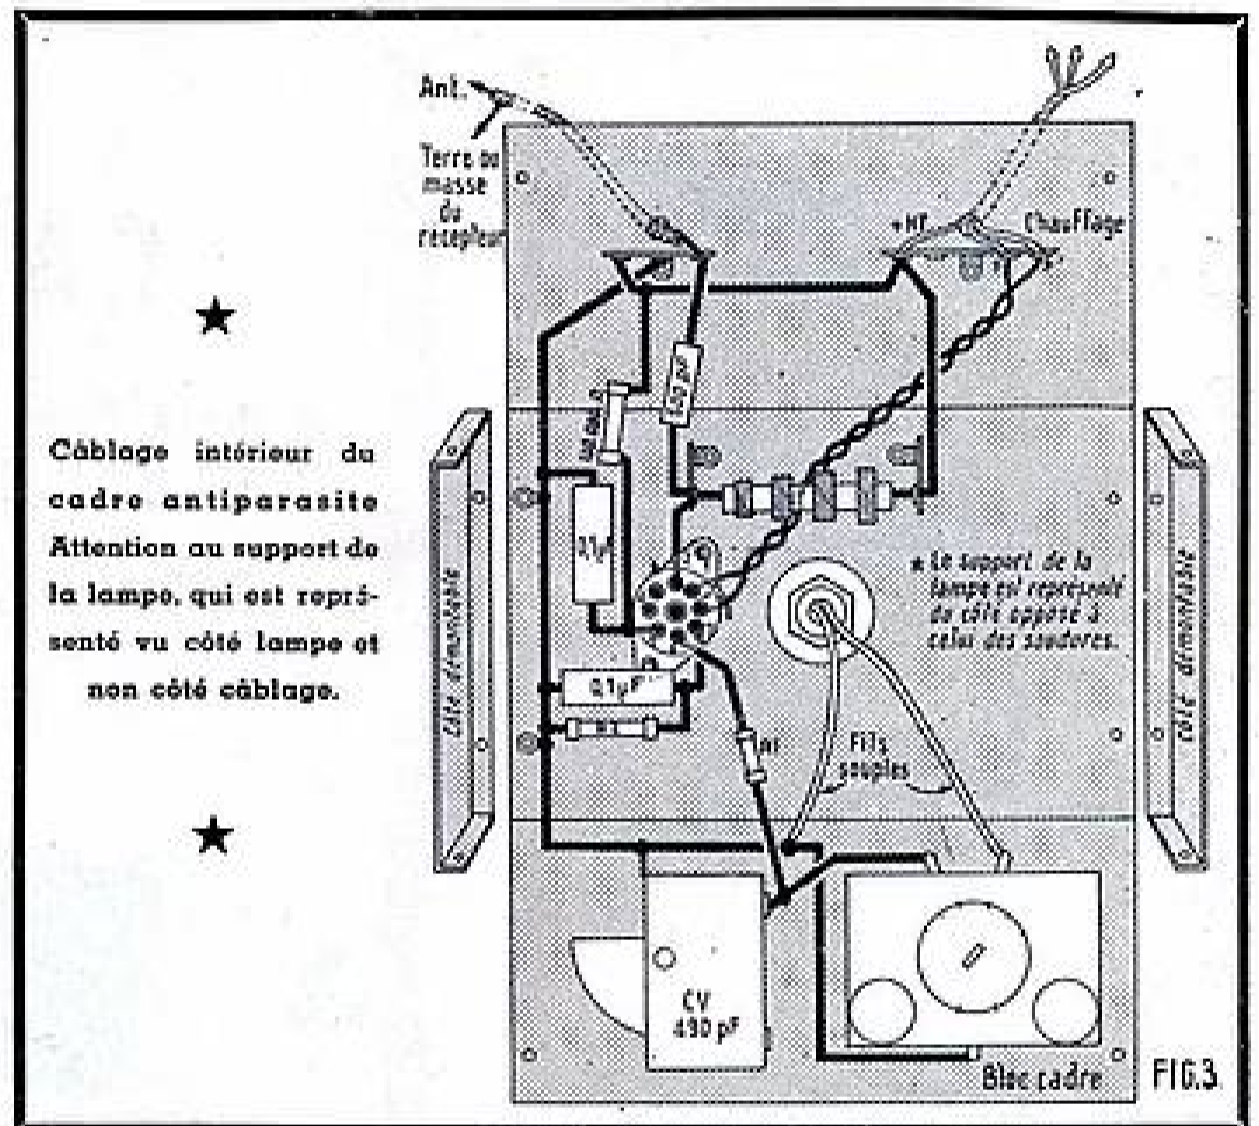 Ant.
Terre ou
masse
du
récepteur
+HT
Chauffage
Câblage intérieur du
cadre antiparasite
Attention au support de
la lampe, qui est repré-
senté vu côté lampe et
non côté câblage.
0,1µF
★ Le support de la
lampe est représenté
du côté opposé à
celui des soudures.
Côté démontable
Côté démontable
0,1µF
Fils
souples
CV
490 pF
Bloc cadre
FIG.3